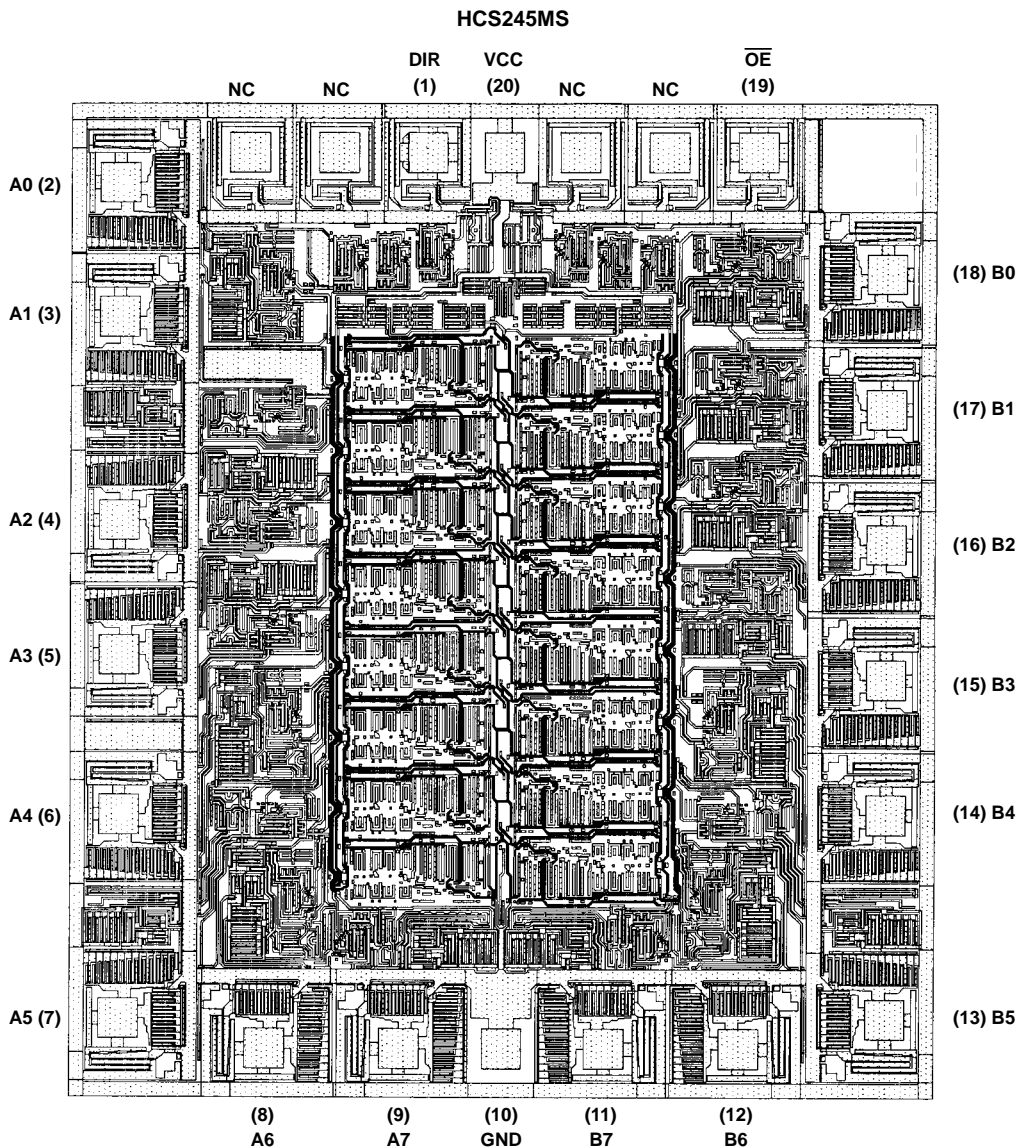 HCS245MS
DIR VCC O̅E̅
NC NC (1) (20) NC NC (19)
A0 (2)
(18) B0
A1 (3)
(17) B1
A2 (4)
(16) B2
A3 (5)
(15) B3
A4 (6)
(14) B4
A5 (7)
(13) B5
(8) (9) (10) (11) (12)
A6 A7 GND B7 B6